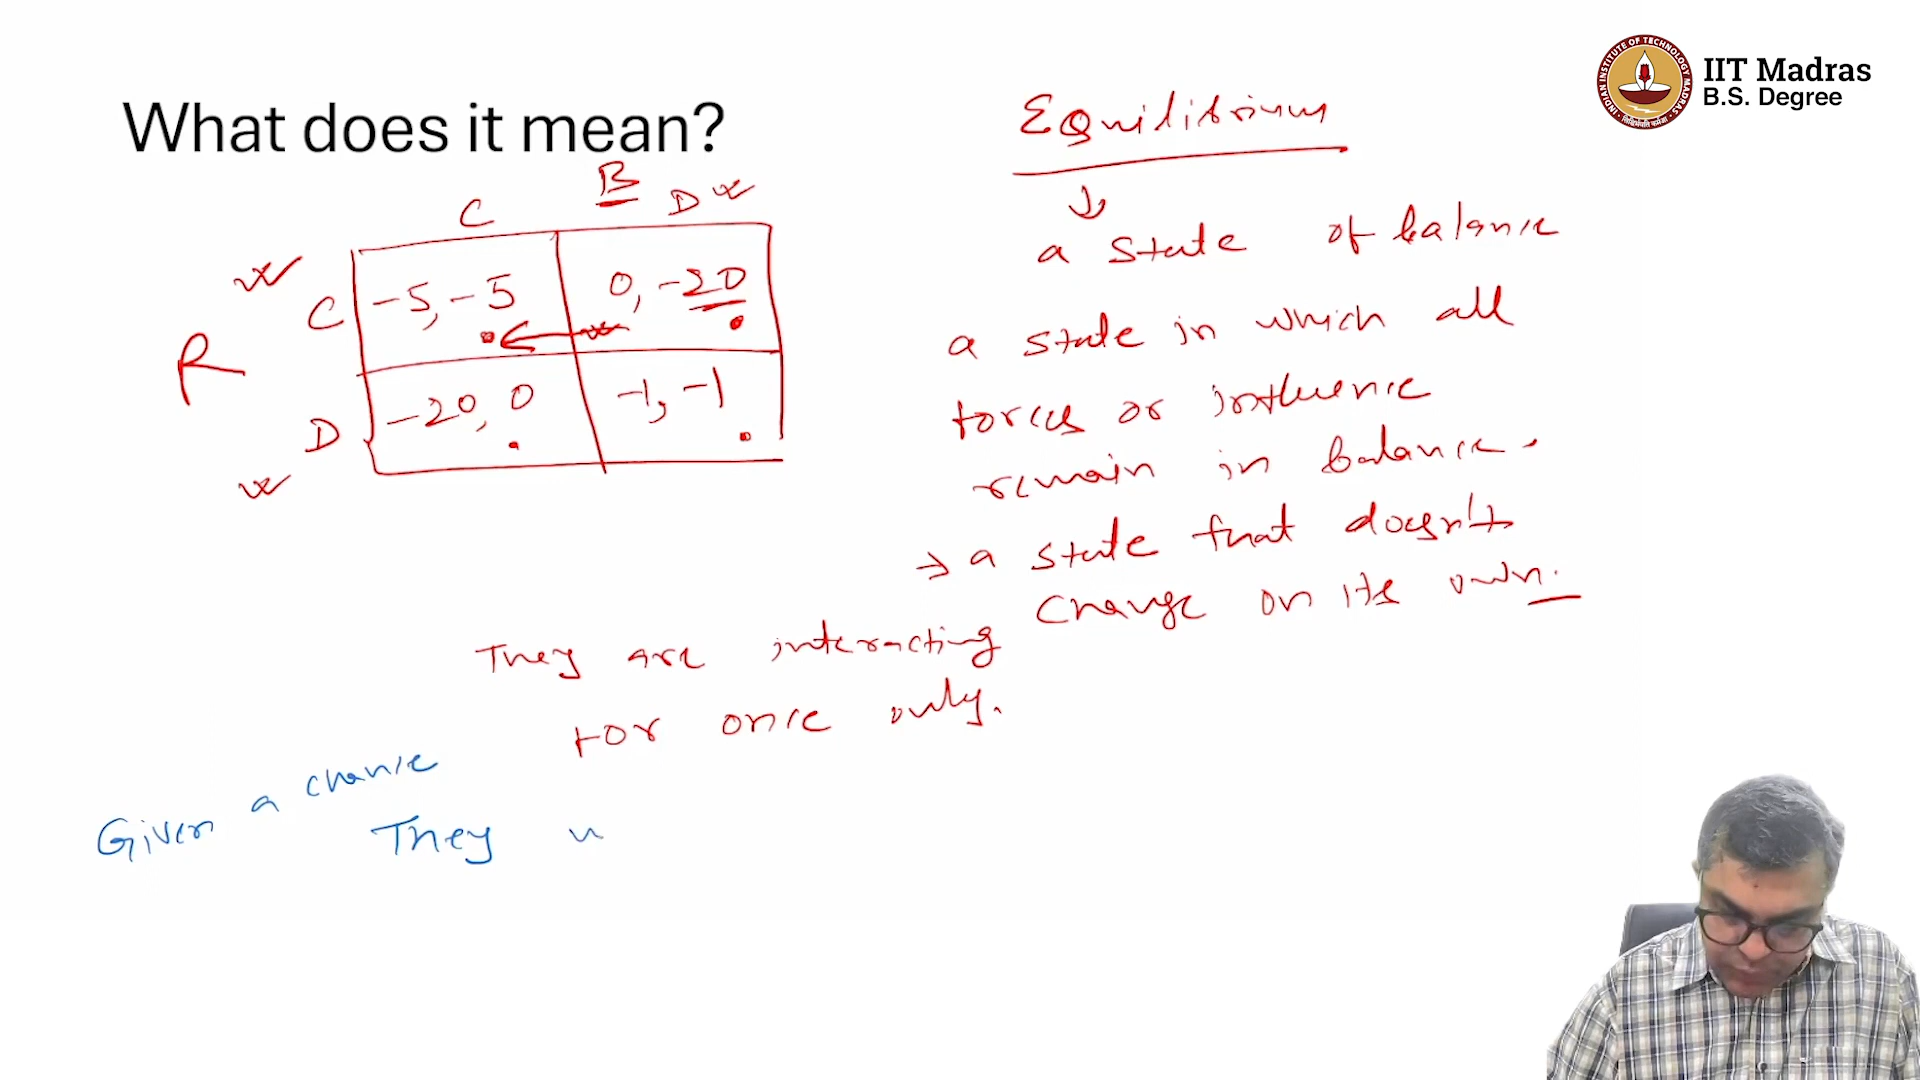 IIT Madras
B.S. Degree
What does it mean?
B
C D
R
C -5, -5 0, -20
D -20, 0 -1, -1
Equilibrium
a state of balance
a state in which all
forces or influence
remain in balance.
→ a state that doesn't
change on its own.
They are interacting
for once only.
Given a chance
They